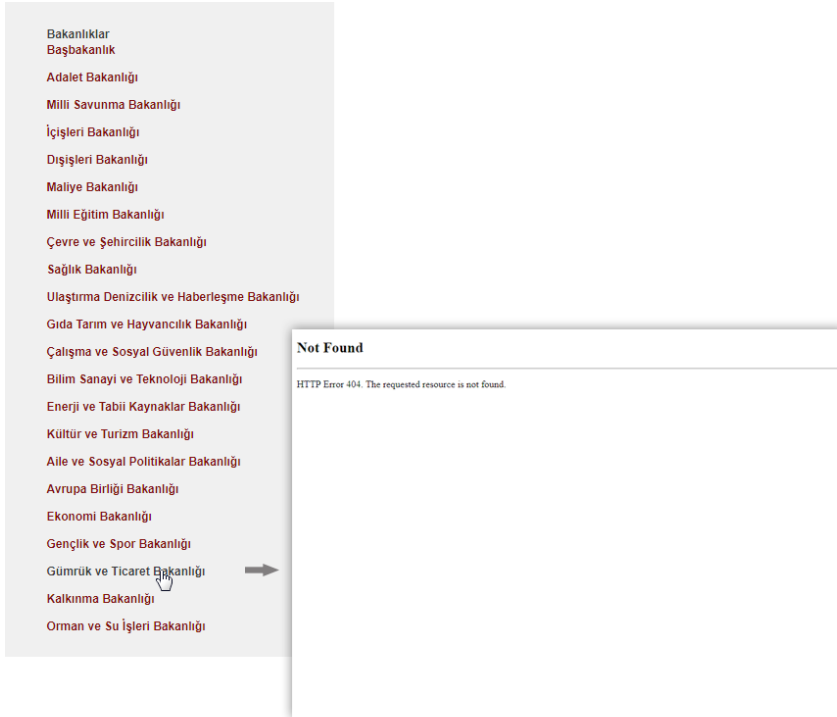 Bakanlıklar
Başbakanlık
Adalet Bakanlığı
Milli Savunma Bakanlığı
İçişleri Bakanlığı
Dışişleri Bakanlığı
Maliye Bakanlığı
Milli Eğitim Bakanlığı
Çevre ve Şehircilik Bakanlığı
Sağlık Bakanlığı
Ulaştırma Denizcilik ve Haberleşme Bakanlığı
Gıda Tarım ve Hayvancılık Bakanlığı
Çalışma ve Sosyal Güvenlik Bakanlığı
Bilim Sanayi ve Teknoloji Bakanlığı
Enerji ve Tabii Kaynaklar Bakanlığı
Kültür ve Turizm Bakanlığı
Aile ve Sosyal Politikalar Bakanlığı
Avrupa Birliği Bakanlığı
Ekonomi Bakanlığı
Gençlik ve Spor Bakanlığı
Gümrük ve Ticaret Bakanlığı
Kalkınma Bakanlığı
Orman ve Su İşleri Bakanlığı
Not Found
HTTP Error 404. The requested resource is not found.